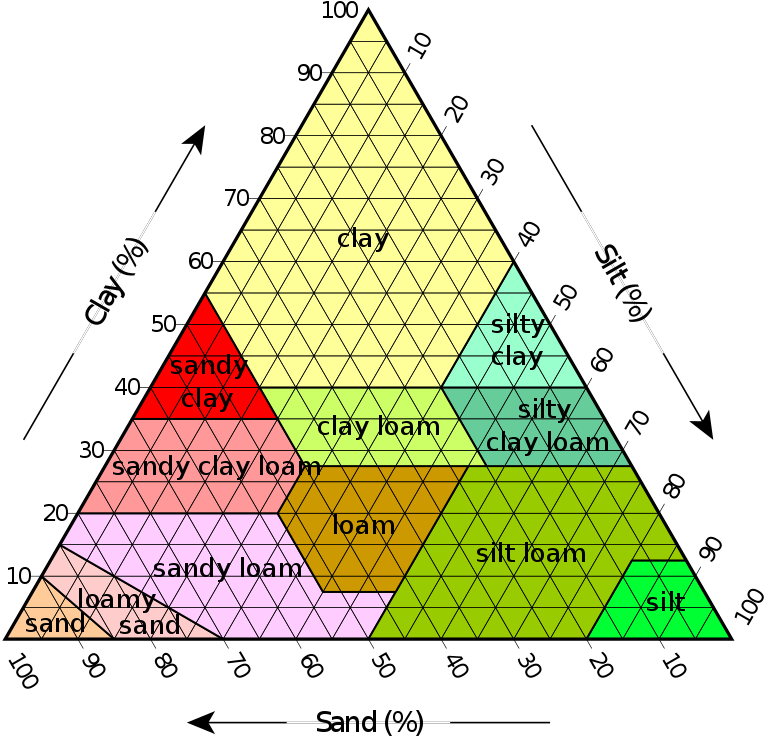 100
10
90
20
80
30
70
clay
40
60
Clay (%)
Silt (%)
50
silty
clay
50
sandy
clay
60
40
silty
clay loam
clay loam
70
30
sandy clay loam
80
20
loam
silt loam
90
sandy loam
10
loamy
sand
silt
100
sand
100
90
80
70
60
50
40
30
20
10
Sand (%)